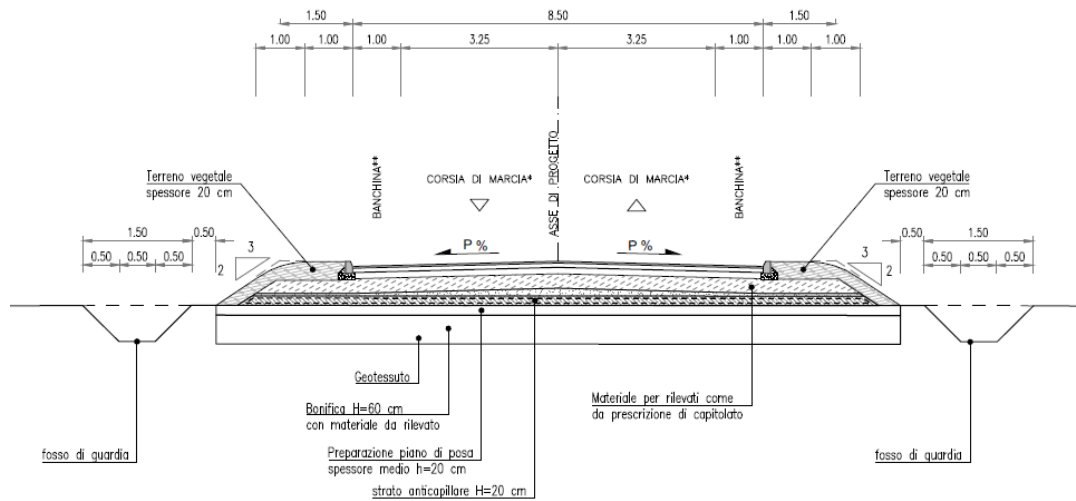 1.50 8.50 1.50
1.00 1.00 1.00 3.25 3.25 1.00 1.00 1.00
BANCHINA**
CORSIA DI MARCIA*
ASSE DI PROGETTO
CORSIA DI MARCIA*
BANCHINA**
Terreno vegetale
spessore 20 cm
Terreno vegetale
spessore 20 cm
1.50 0.50
0.50 0.50 0.50
3
2
P %
P %
0.50 1.50
0.50 0.50 0.50
3
2
Geotessuto
Bonifica H=60 cm
con materiale da rilevato
Materiale per rilevati come
da prescrizione di capitolato
fosso di guardia
Preparazione piano di posa
spessore medio h=20 cm
fosso di guardia
strato anticapillare H=20 cm